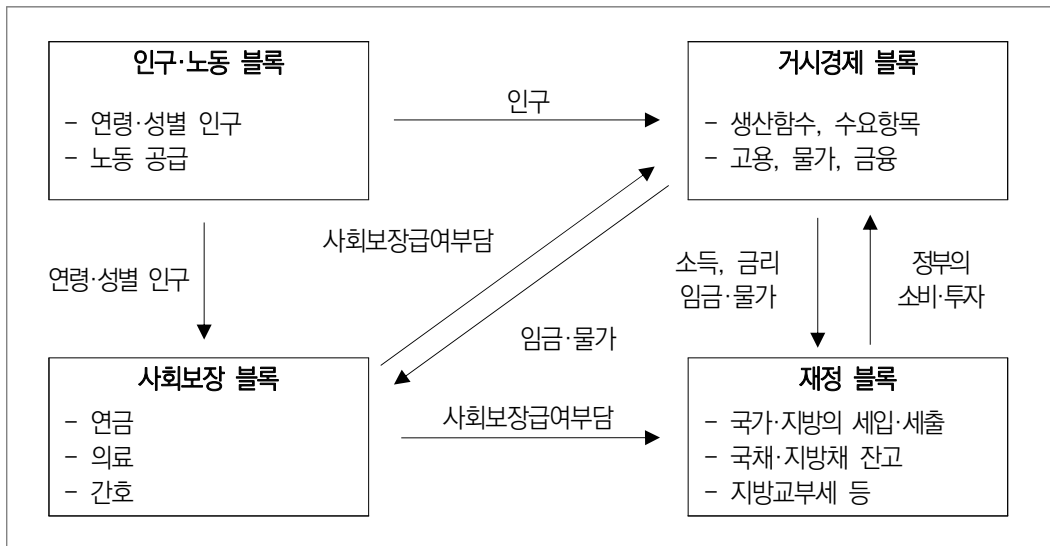 인구·노동 블록
- 연령·성별 인구
- 노동 공급
인구
거시경제 블록
- 생산함수, 수요항목
- 고용, 물가, 금융
연령·성별 인구
사회보장급여부담
임금·물가
소득, 금리
임금·물가
정부의
소비·투자
사회보장 블록
- 연금
- 의료
- 간호
사회보장급여부담
재정 블록
- 국가·지방의 세입·세출
- 국채·지방채 잔고
- 지방교부세 등